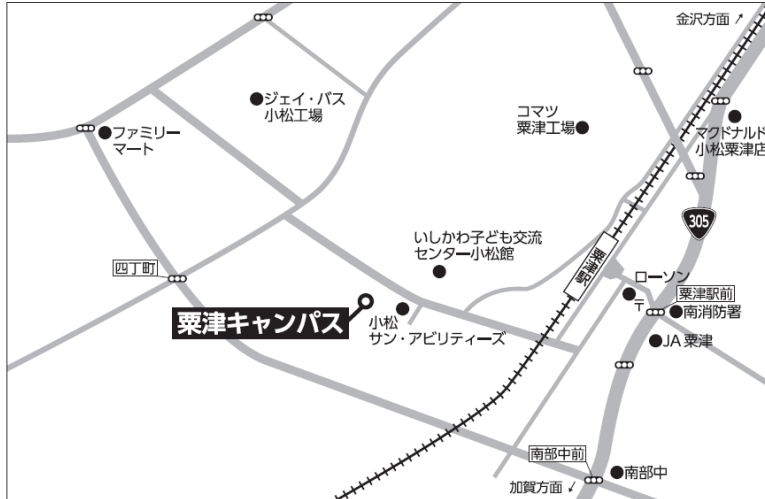 金沢方面
ジェイ・バス
小松工場
コマツ
粟津工場
マクドナルド
小松粟津店
ファミリー
マート
305
いしかわ子ども交流
センター小松館
粟津駅
四丁町
ローソン
〒
粟津駅前
南消防署
粟津キャンパス
小松
サン・アビリティーズ
JA粟津
南部中前
南部中
加賀方面